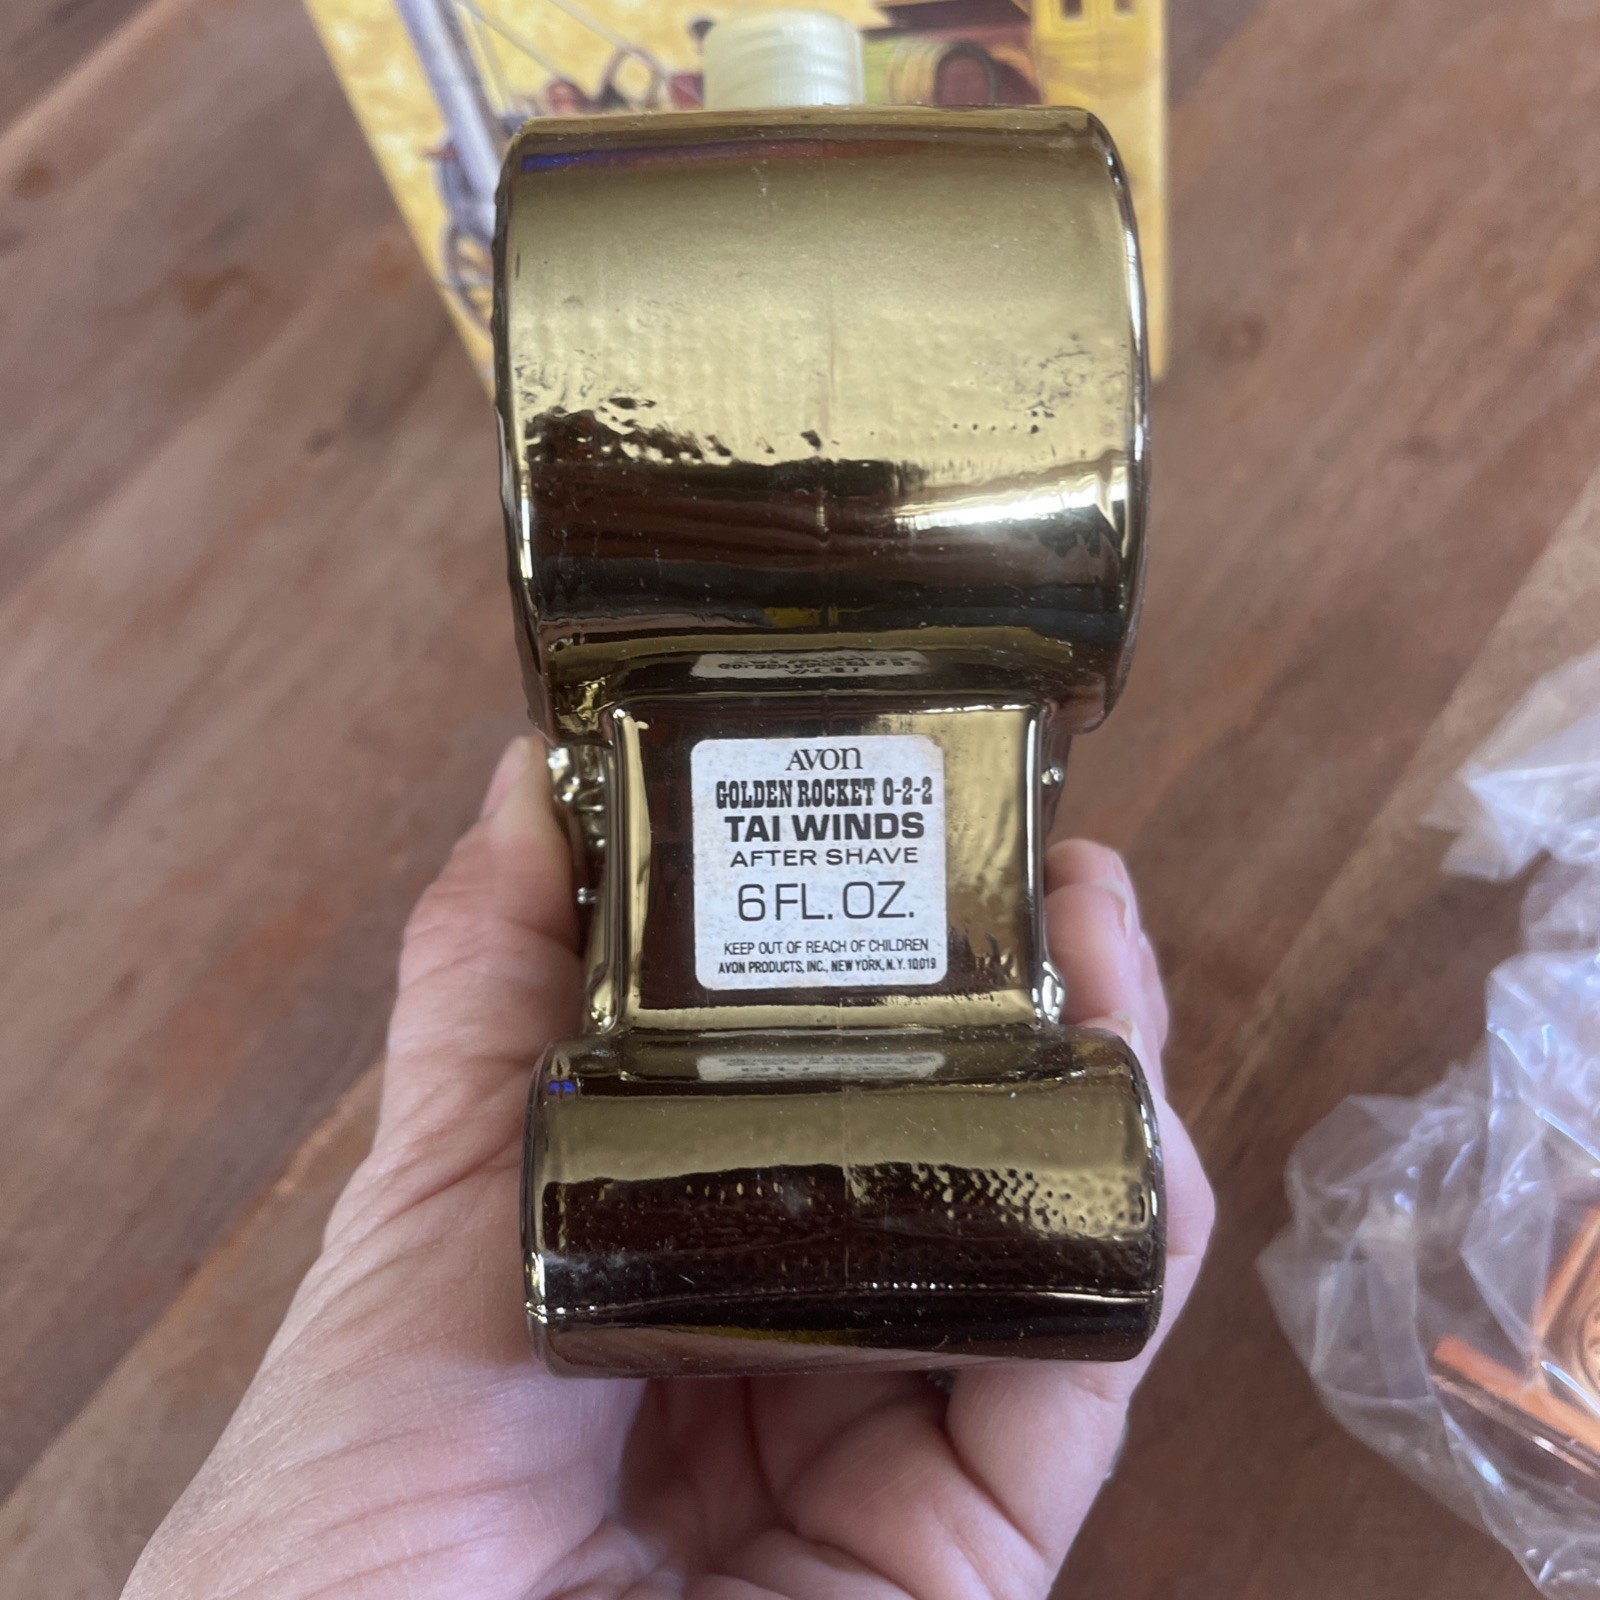 AVON
GOLDEN ROCKET 0-2-2
TAI WINDS
AFTER SHAVE
6 FL. OZ.
KEEP OUT OF REACH OF CHILDREN
AVON PRODUCTS, INC., NEW YORK, N.Y. 10019